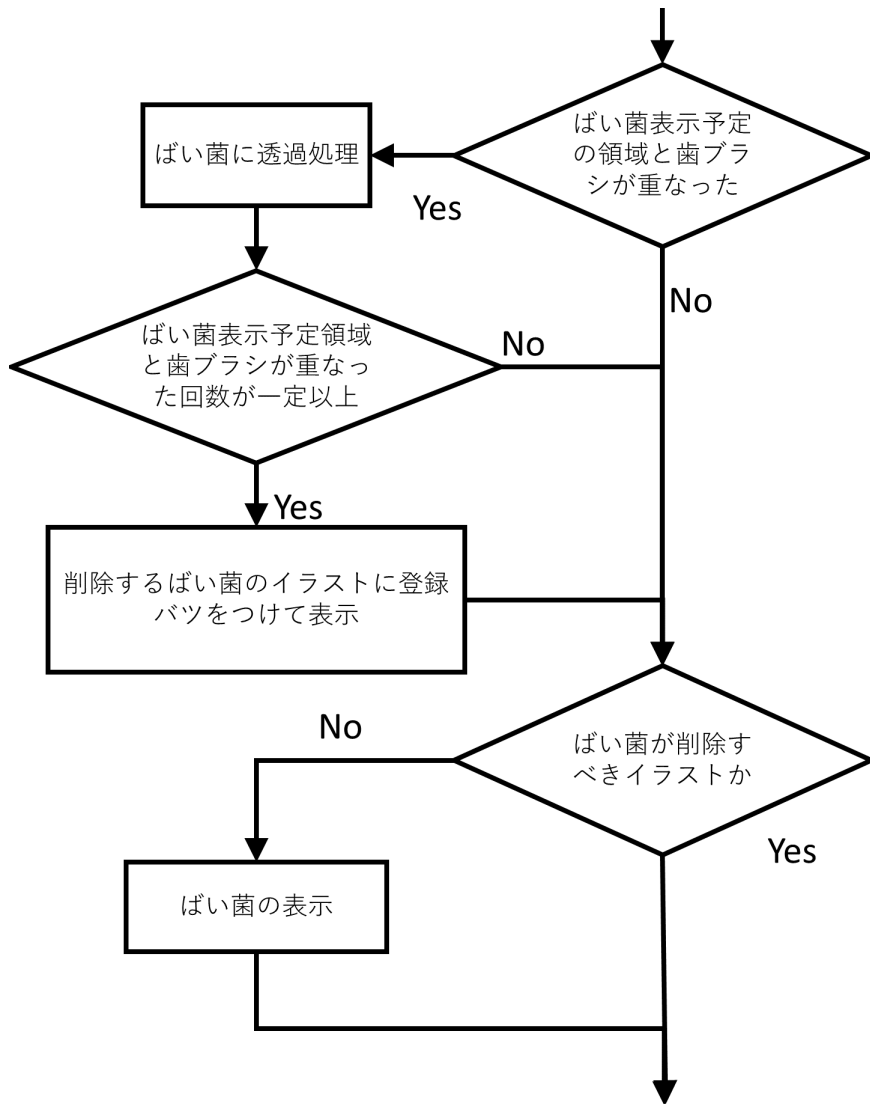 ばい菌表示予定
の領域と歯ブラ
シが重なった
ばい菌に透過処理
Yes
No
ばい菌表示予定領域
と歯ブラシが重なっ
た回数が一定以上
No
Yes
削除するばい菌のイラストに登録
バツをつけて表示
ばい菌が削除す
べきイラストか
No
Yes
ばい菌の表示